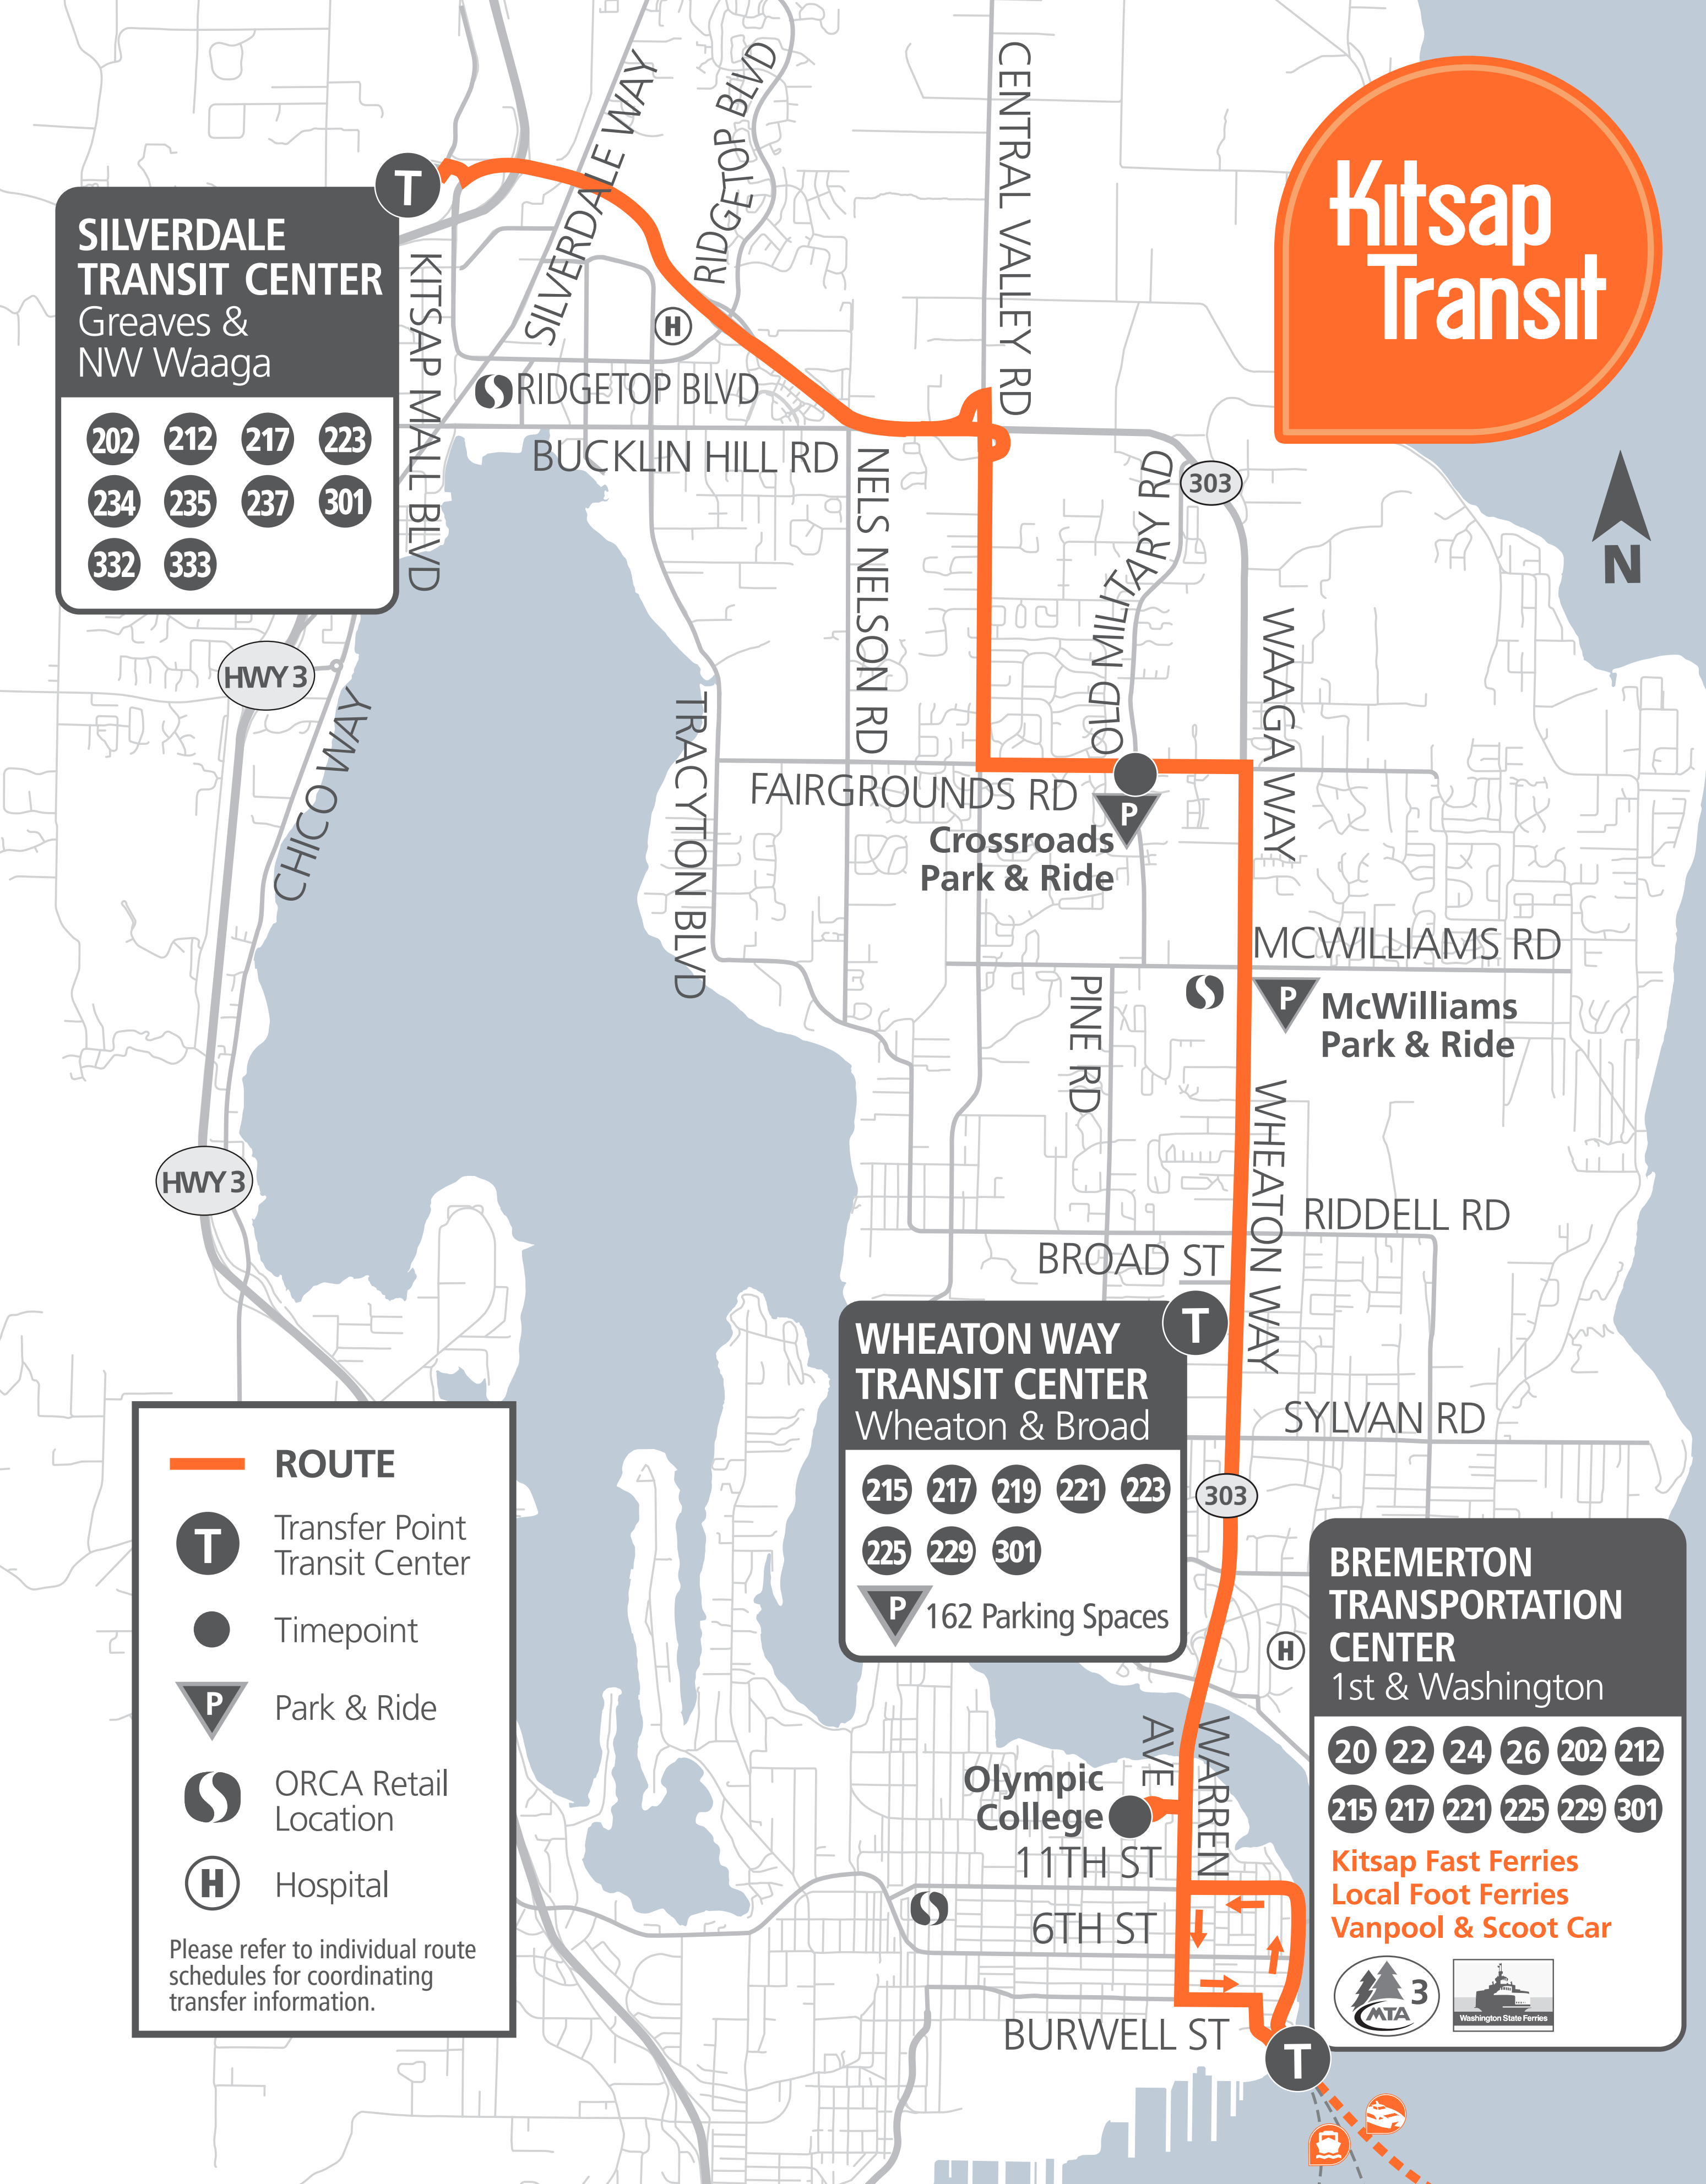 Kitsap
Transit
SILVERDALE WAY
RIDGETOP BLVD
CENTRAL VALLEY RD
T
SILVERDALE
TRANSIT CENTER
Greaves &
NW Waaga
202 212 217 223
234 235 237 301
332 333
KITSAP MALL BLVD
H
RIDGETOP BLVD
BUCKLIN HILL RD
NELS NELSON RD
OLD MILITARY RD
303
N
HWY 3
CHICO WAY
TRACYTON BLVD
WAAGA WAY
FAIRGROUNDS RD
P
Crossroads
Park & Ride
MCWILLIAMS RD
P
McWilliams
Park & Ride
PINE RD
WHEATON WAY
HWY 3
RIDDELL RD
BROAD ST
T
WHEATON WAY
TRANSIT CENTER
Wheaton & Broad
215 217 219 221 223
225 229 301
P 162 Parking Spaces
SYLVAN RD
303
ROUTE
T Transfer Point
Transit Center
Timepoint
P Park & Ride
ORCA Retail
Location
H Hospital
Please refer to individual route
schedules for coordinating
transfer information.
H
BREMERTON
TRANSPORTATION
CENTER
1st & Washington
20 22 24 26 202 212
215 217 221 225 229 301
Kitsap Fast Ferries
Local Foot Ferries
Vanpool & Scoot Car
MTA 3
Washington State Ferries
WARREN
AVE
Olympic
College
11TH ST
6TH ST
BURWELL ST
T